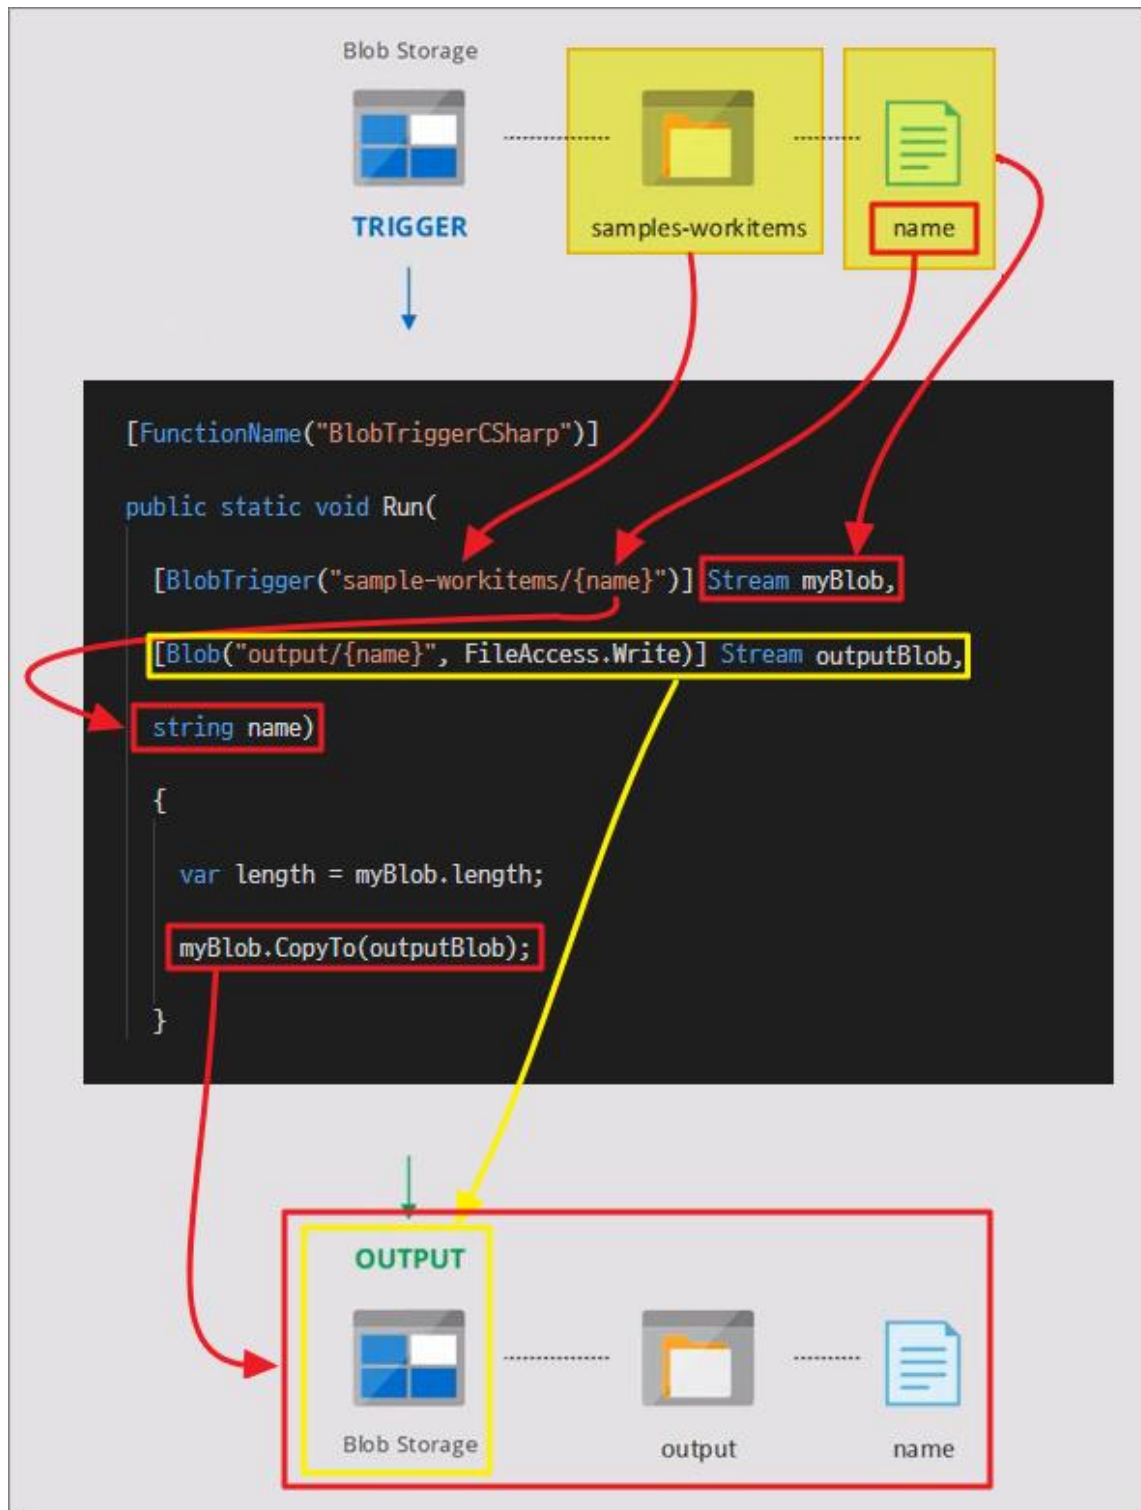 Blob Storage
TRIGGER
samples-workitems
name
[FunctionName("BlobTriggerCSharp")]
public static void Run(
[BlobTrigger("sample-workitems/{name}")] Stream myBlob,
[Blob("output/{name}", FileAccess.Write)] Stream outputBlob,
string name)
{
var length = myBlob.length;
myBlob.CopyTo(outputBlob);
}
OUTPUT
Blob Storage
output
name